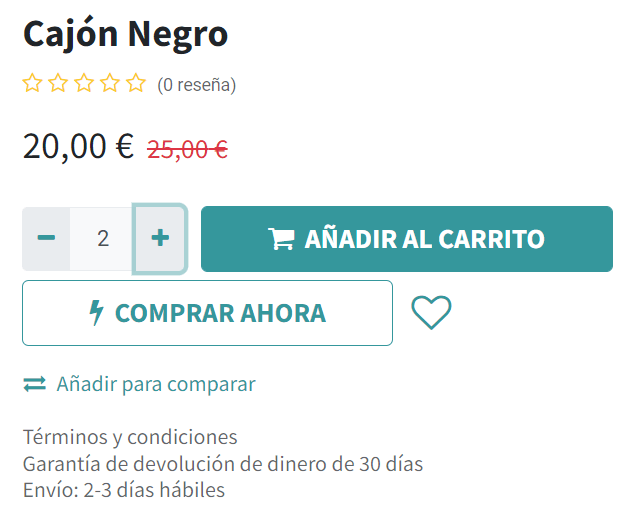 Cajón Negro
(0 reseña)
20,00 € 25,00 €
2
AÑADIR AL CARRITO
COMPRAR AHORA
Añadir para comparar
Términos y condiciones
Garantía de devolución de dinero de 30 días
Envío: 2-3 días hábiles